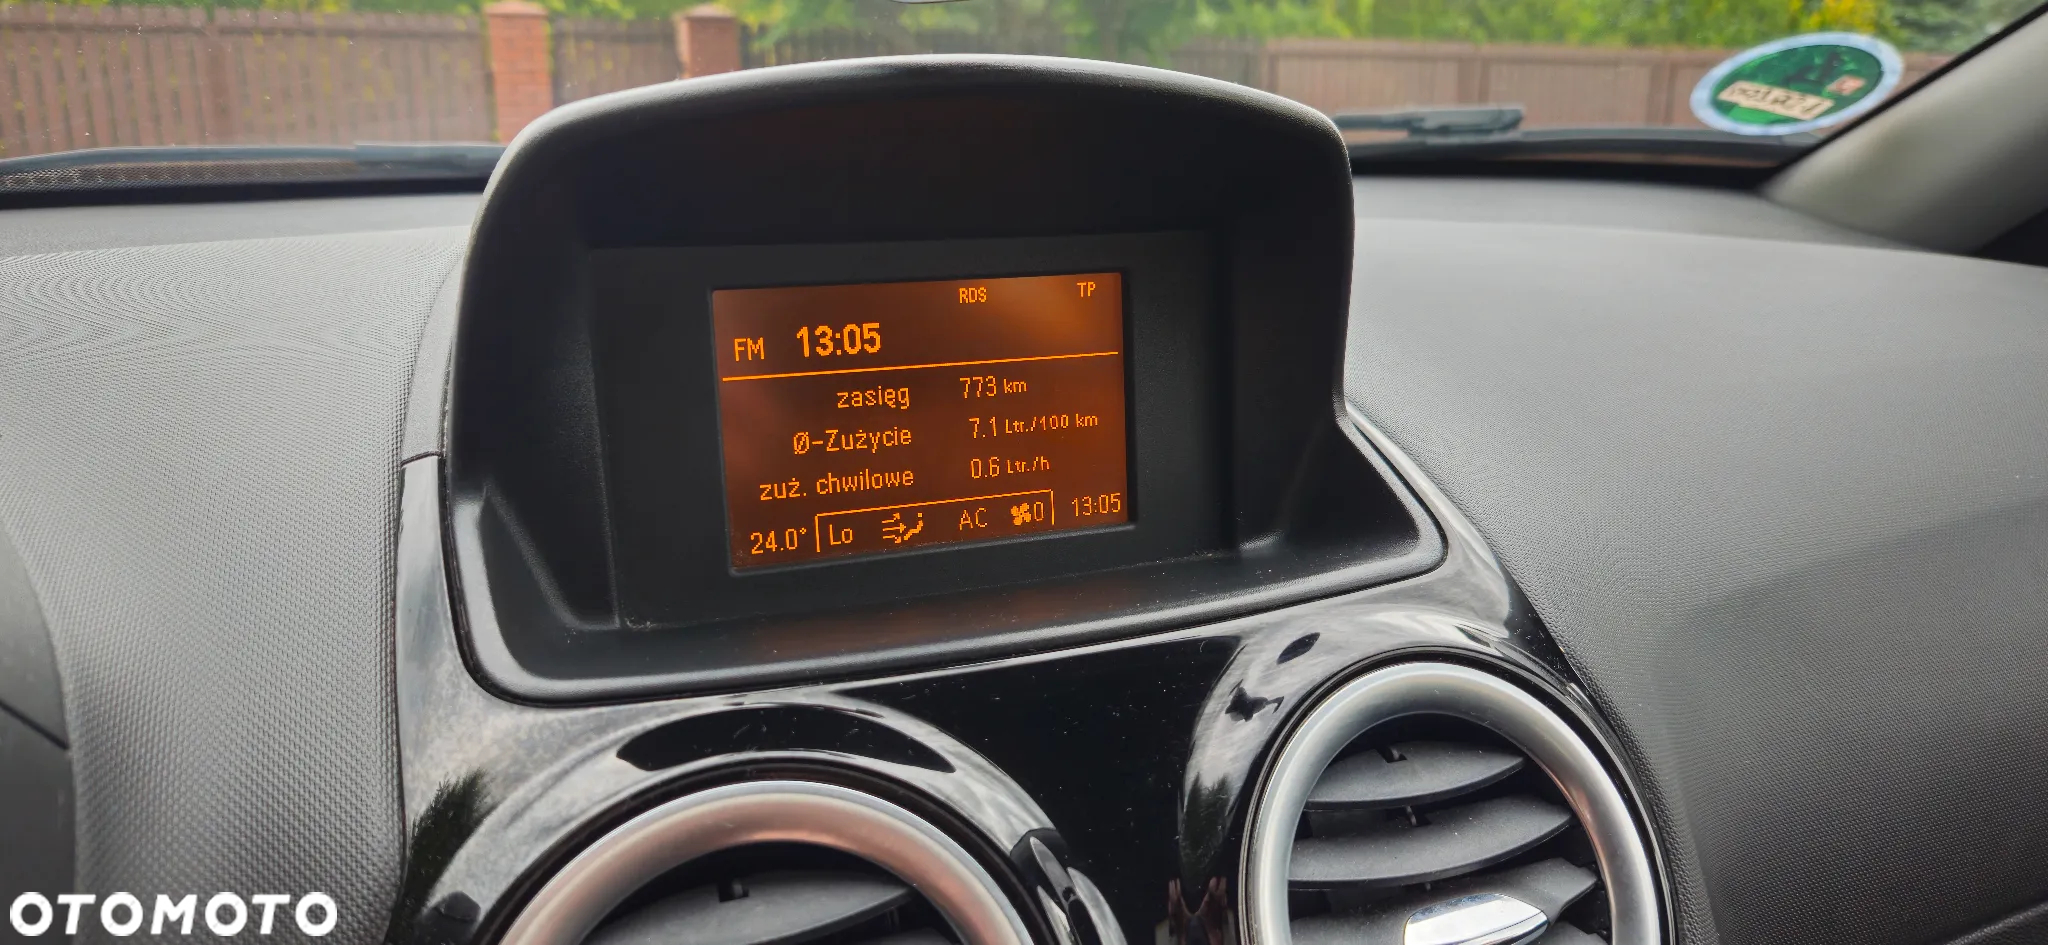 RDS TP
FM 13:05
zasięg 773 km
Ø-Zużycie 7.1 Ltr./100 km
zuż. chwilowe 0.6 Ltr./h
24.0° Lo AC 0 13:05
OTOMOTO